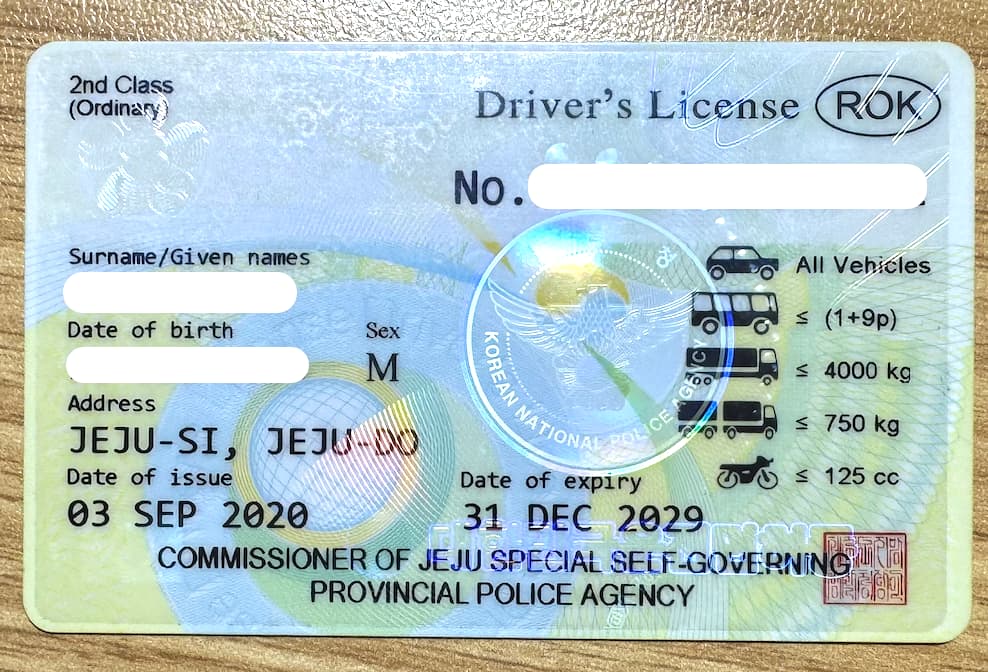 2nd Class
(Ordinary)
Driver's License ROK
No.
Surname/Given names
Date of birth
Sex
M
Address
JEJU-SI, JEJU-DO
Date of issue
03 SEP 2020
Date of expiry
31 DEC 2029
All Vehicles
≤ (1+9p)
≤ 4000 kg
≤ 750 kg
≤ 125 cc
KOREAN NATIONAL POLICE AGENCY
COMMISSIONER OF JEJU SPECIAL SELF-GOVERNING
PROVINCIAL POLICE AGENCY